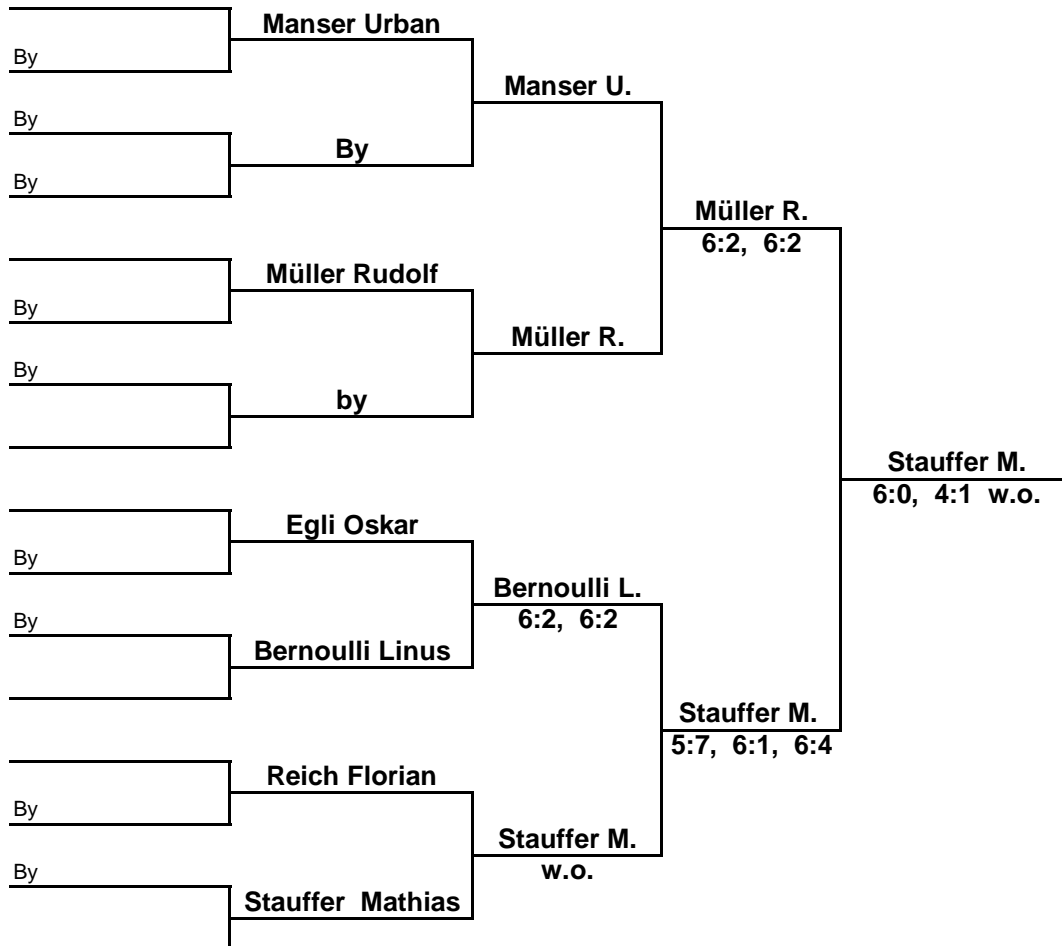 Manser Urban
By
Manser U.
By
By
By
Müller R.
6:2, 6:2
Müller Rudolf
By
Müller R.
By
by
Stauffer M.
6:0, 4:1 w.o.
Egli Oskar
By
Bernoulli L.
6:2, 6:2
By
Bernoulli Linus
Stauffer M.
5:7, 6:1, 6:4
Reich Florian
By
Stauffer M.
w.o.
By
Stauffer Mathias